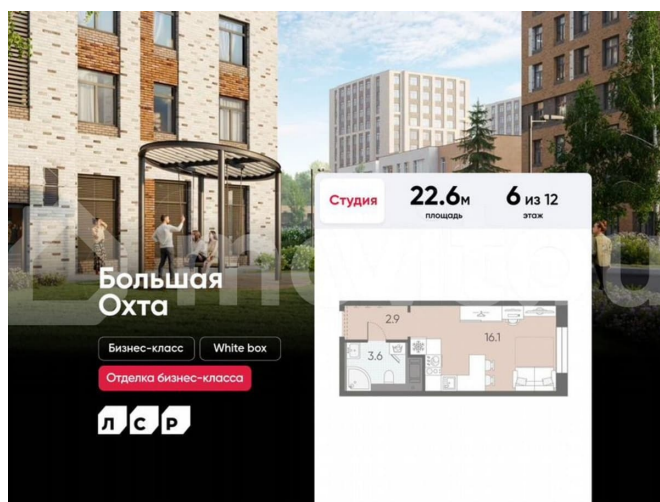 Студия
22.6м
площадь
6 из 12
этаж
Большая
Охта
Бизнес-класс
White box
Отделка бизнес-класса
ЛСР
2.9
16.1
3.6